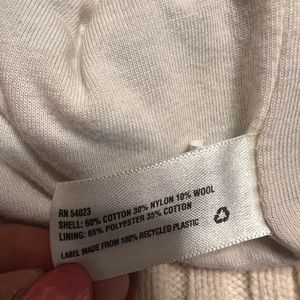 RN 54023
SHELL: 60% COTTON 30% NYLON 10% WOOL
LINING: 65% POLYESTER 35% COTTON
LABEL MADE FROM 100% RECYCLED PLASTIC